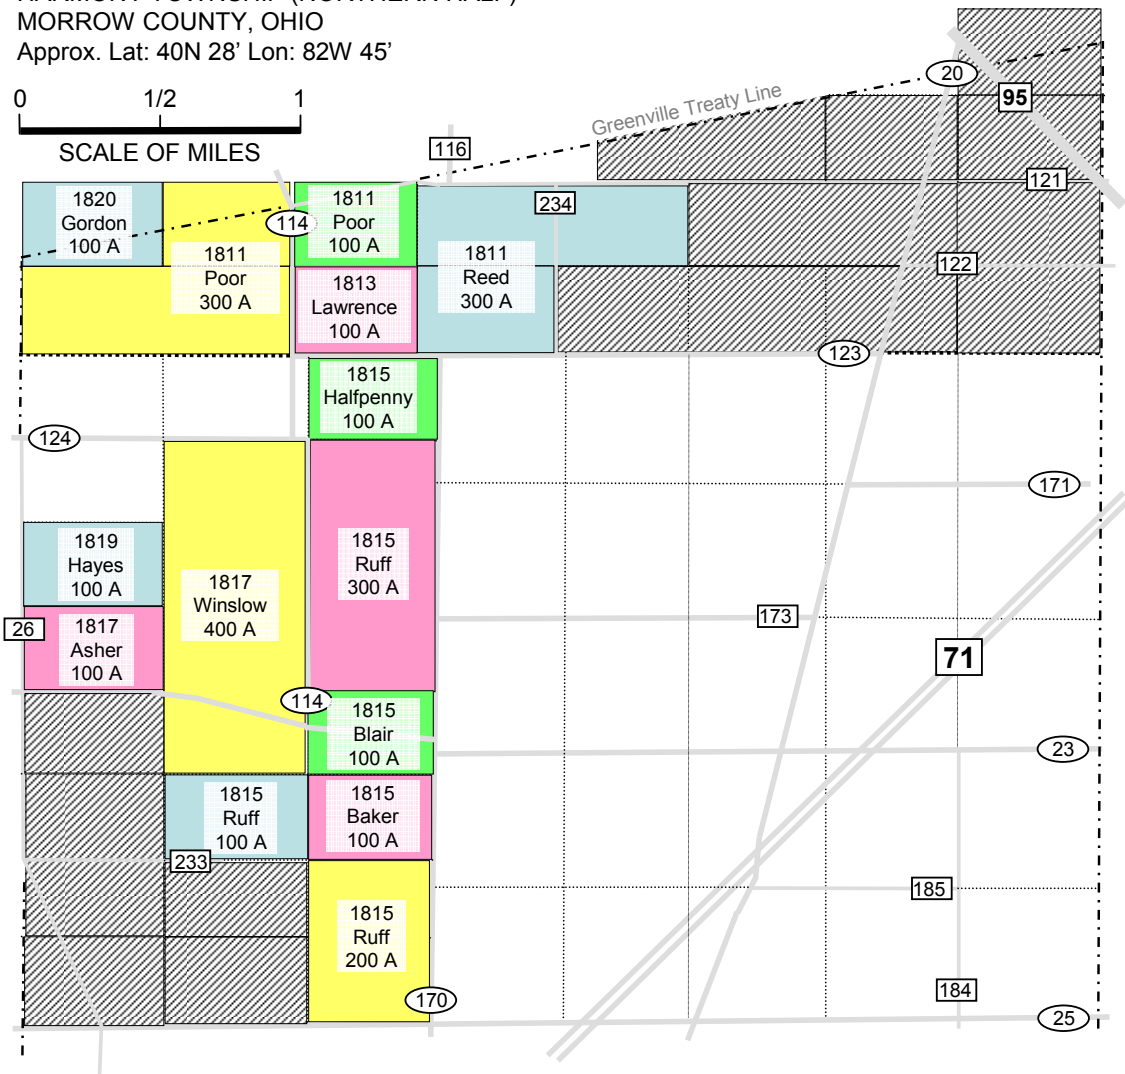 HARMONY TOWNSHIP (NORTHERN HALF)
MORROW COUNTY, OHIO
Approx. Lat: 40N 28’ Lon: 82W 45’
0 1/2 1
SCALE OF MILES
Greenville Treaty Line
20
95
116
121
1820
Gordon
100 A
114
1811
Poor
100 A
234
1811
Poor
300 A
1811
Reed
300 A
122
1813
Lawrence
100 A
123
1815
Halfpenny
100 A
124
171
1819
Hayes
100 A
1815
Ruff
300 A
1817
Winslow
400 A
26
1817
Asher
100 A
173
71
114
1815
Blair
100 A
23
1815
Ruff
100 A
1815
Baker
100 A
233
185
1815
Ruff
200 A
170
184
25